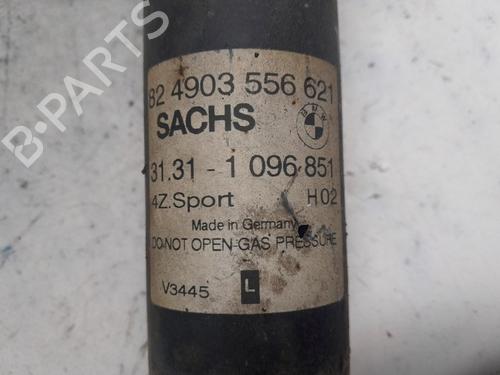 82 4903 556 621
SACHS
BMW
31.31 - 1 096 851
4Z.Sport H02
Made in Germany
DO NOT OPEN-GAS PRESSURE
V3445 L